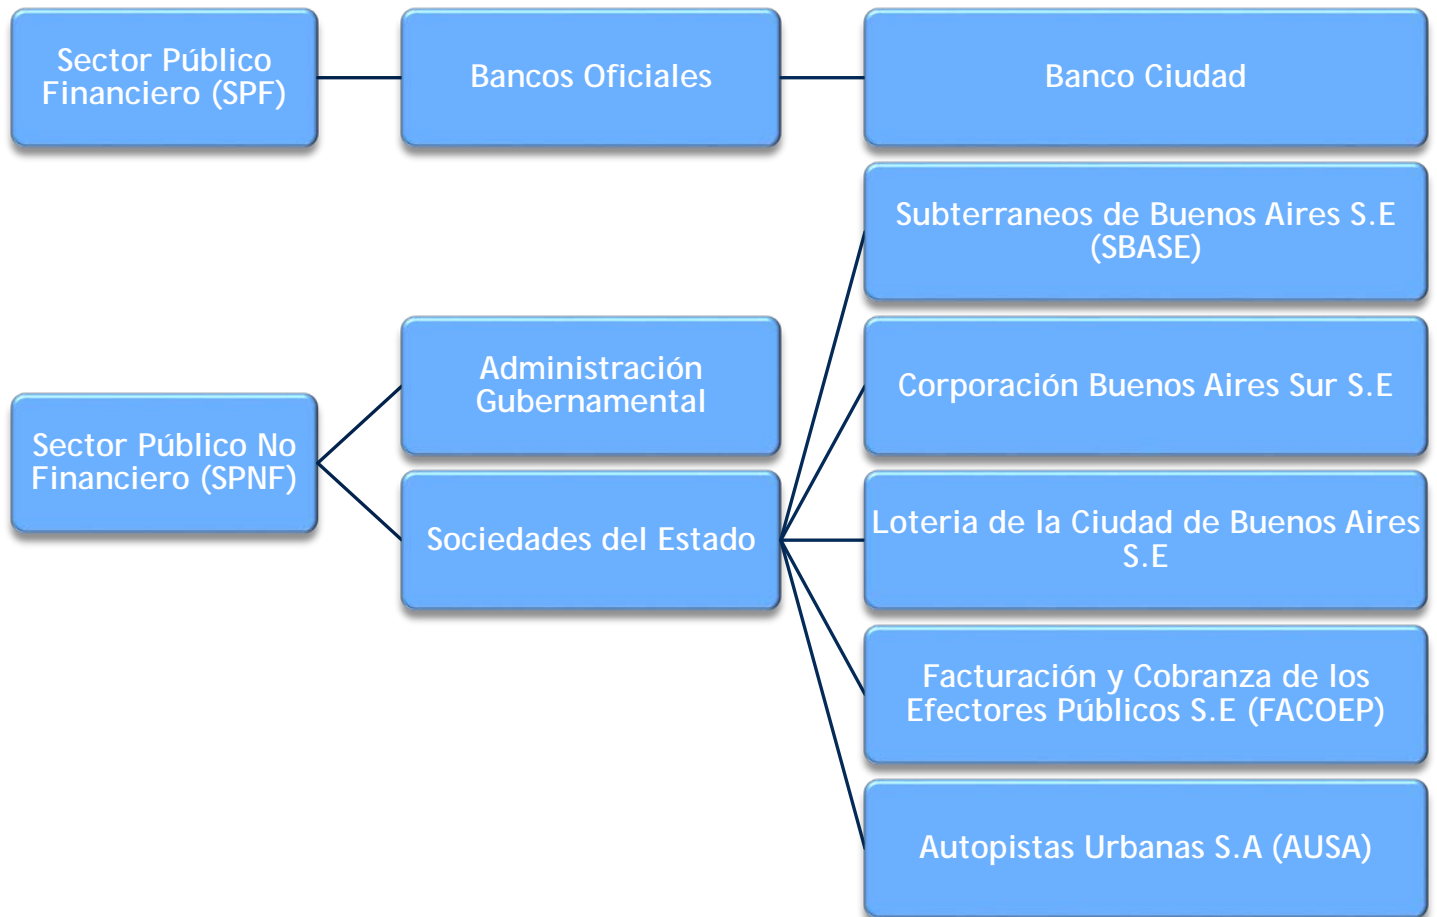 Sector Público
Financiero (SPF)
Bancos Oficiales
Banco Ciudad
Subterraneos de Buenos Aires S.E
(SBASE)
Administración
Gubernamental
Corporación Buenos Aires Sur S.E
Sector Público No
Financiero (SPNF)
Sociedades del Estado
Loteria de la Ciudad de Buenos Aires
S.E
Facturación y Cobranza de los
Efectores Públicos S.E (FACOEP)
Autopistas Urbanas S.A (AUSA)